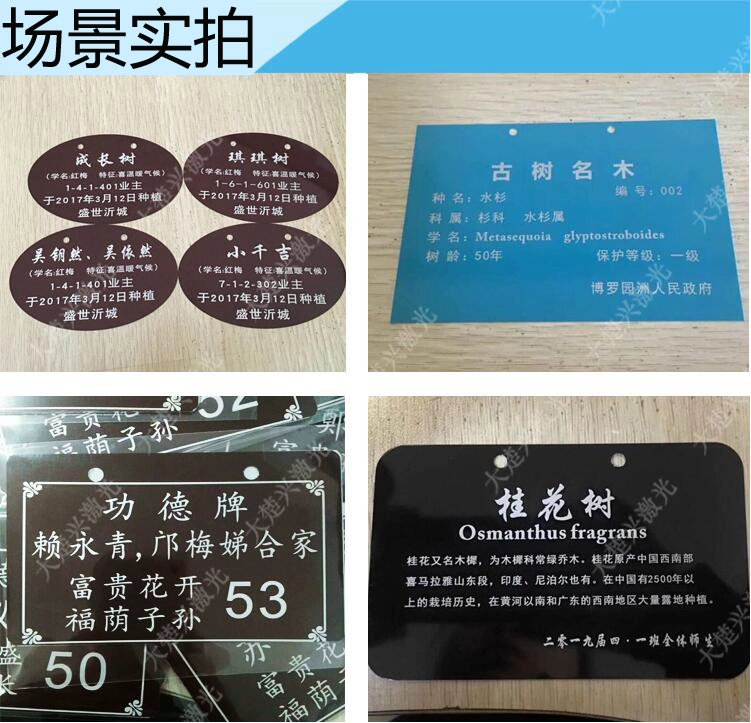 场景实拍
成长树
(学名:红梅 特征:喜温暖气候)
1-4-1-401业主
于2017年3月12日种植
盛世沂城
琪琪树
(学名:红梅 特征:喜温暖气候)
1-6-1-601业主
于2017年3月12日种植
盛世沂城
吴钥然、吴依然
(学名:红梅 特征:喜温暖气候)
1-4-1-401业主
于2017年3月12日种植
盛世沂城
小千吉
(学名:红梅 特征:喜温暖气候)
7-1-2-302业主
于2017年3月12日种植
盛世沂城
古树名木
种名:水杉 编号:002
科属:杉科 水杉属
学名:Metasequoia glyptostroboides
树龄:50年 保护等级:一级
博罗园洲人民政府
52
富贵花
福荫子孙
功德牌
赖永青,邝梅娣合家
富贵花开
福荫子孙
53
50
苏
富贵花
福荫子孙
桂花树
Osmanthus fragrans
桂花又名木樨,为木樨科常绿乔木。桂花原产中国西南部
喜马拉雅山东段,印度、尼泊尔也有。在中国有2500年以
上的栽培历史,在黄河以南和广东的西南地区大量露地种植。
二零一九届四·一班全体师生
大楚兴激光